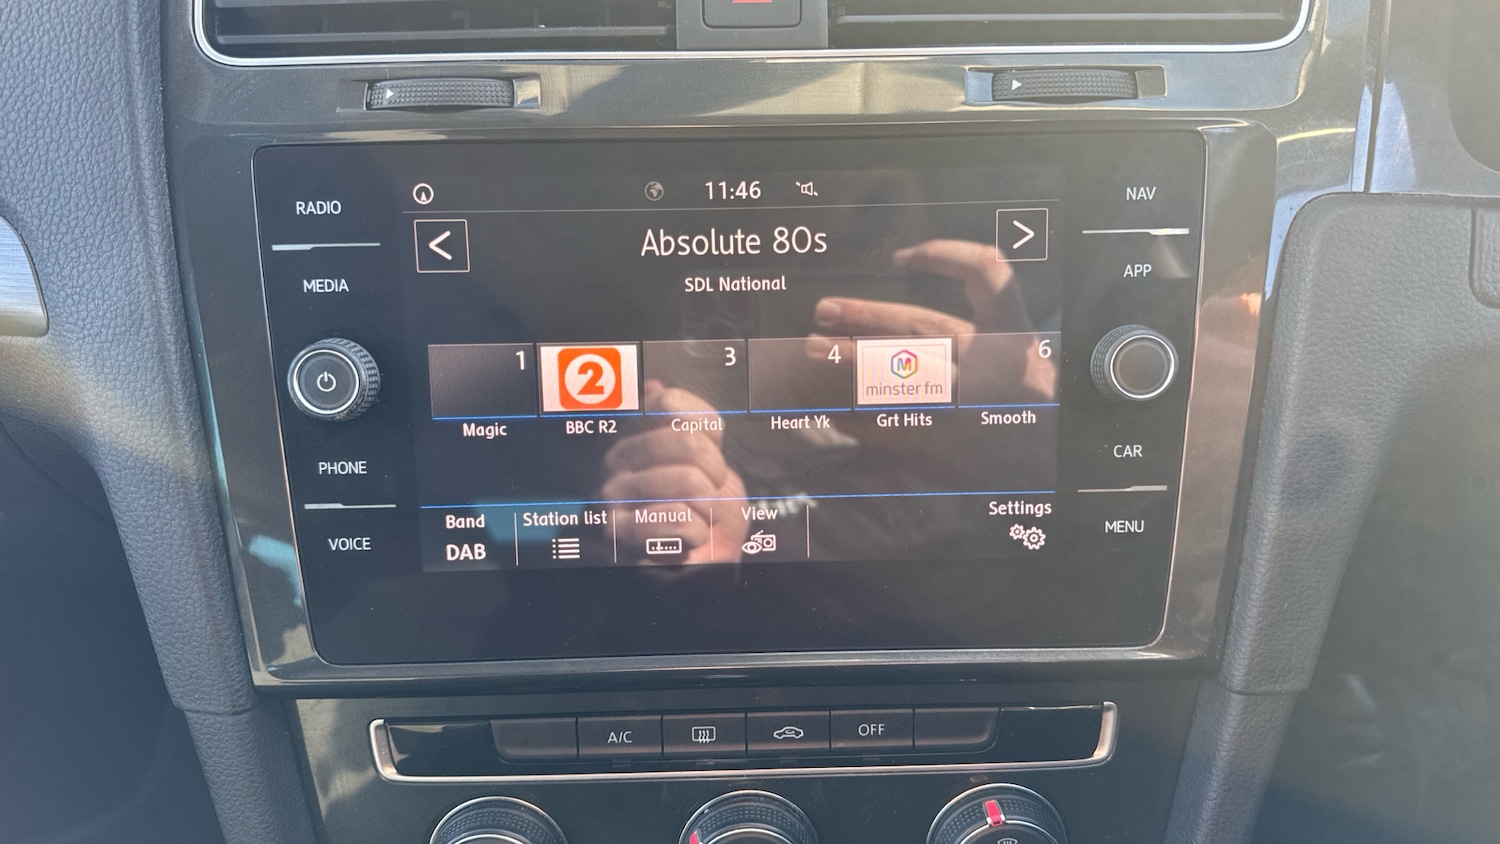 RADIO
MEDIA
PHONE
VOICE
11:46
<
Absolute 80s
>
SDL National
1
2
3
4
M
minster fm
6
Magic
BBC R2
Capital
Heart Yk
Grt Hits
Smooth
Band
DAB
Station list
Manual
View
Settings
NAV
APP
CAR
MENU
A/C
OFF